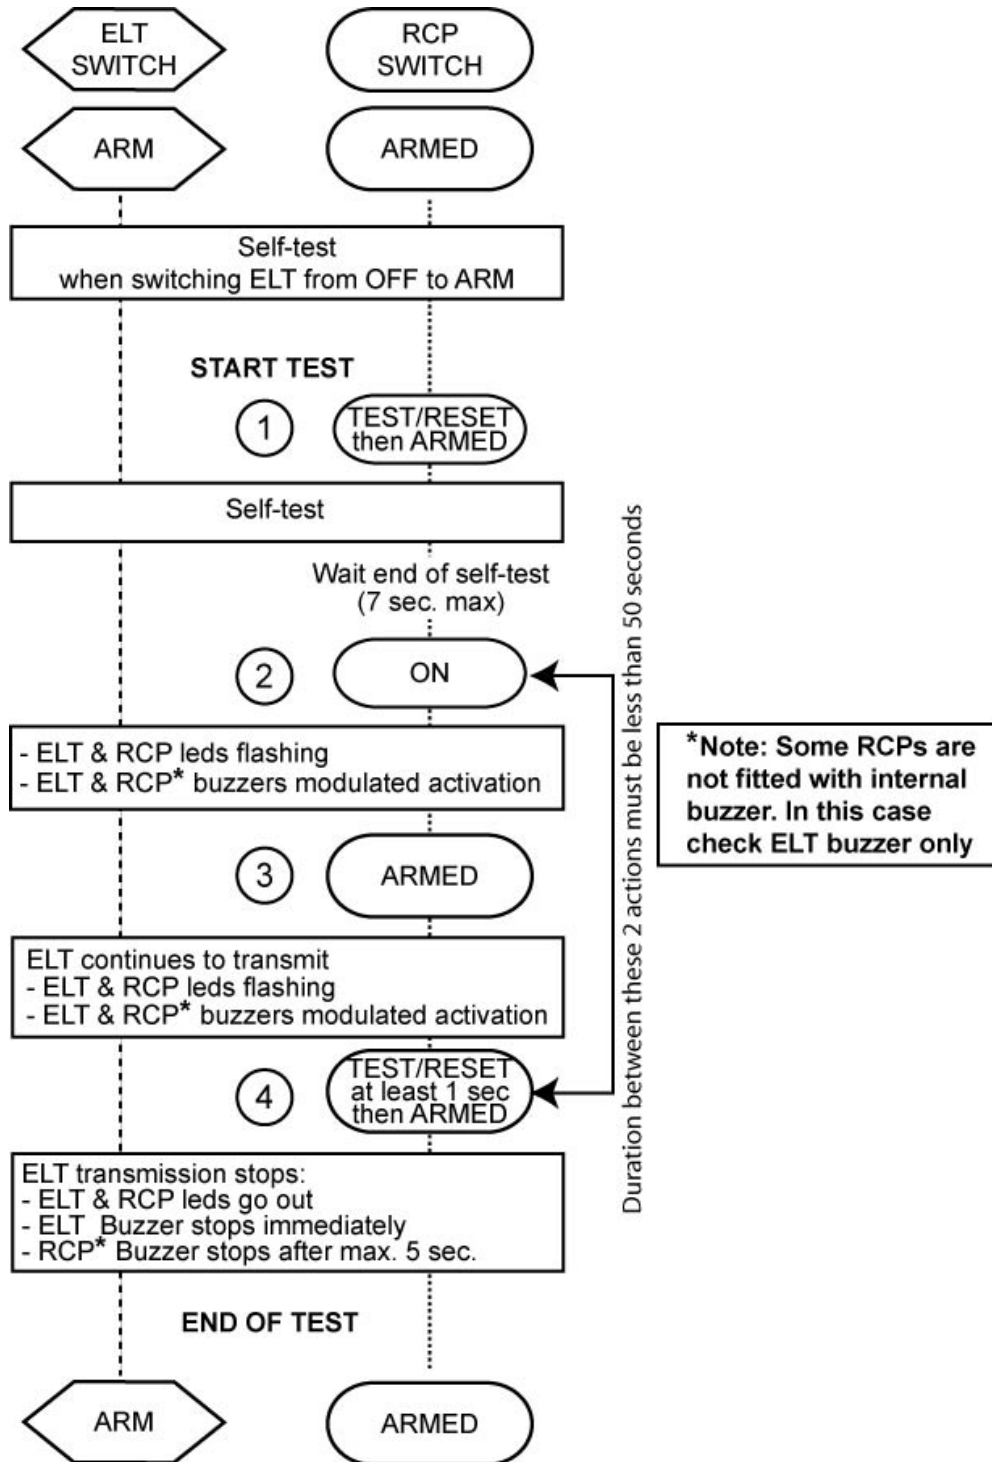 ELT
SWITCH
RCP
SWITCH
ARM
ARMED
Self-test
when switching ELT from OFF to ARM
START TEST
1
TEST/RESET
then ARMED
Self-test
Wait end of self-test
(7 sec. max)
2
ON
- ELT & RCP leds flashing
- ELT & RCP* buzzers modulated activation
3
ARMED
ELT continues to transmit
- ELT & RCP leds flashing
- ELT & RCP* buzzers modulated activation
4
TEST/RESET
at least 1 sec
then ARMED
ELT transmission stops:
- ELT & RCP leds go out
- ELT  Buzzer stops immediately
- RCP* Buzzer stops after max. 5 sec.
END OF TEST
ARM
ARMED
Duration between these 2 actions must be less than 50 seconds
*Note: Some RCPs are
not fitted with internal
buzzer. In this case
check ELT buzzer only